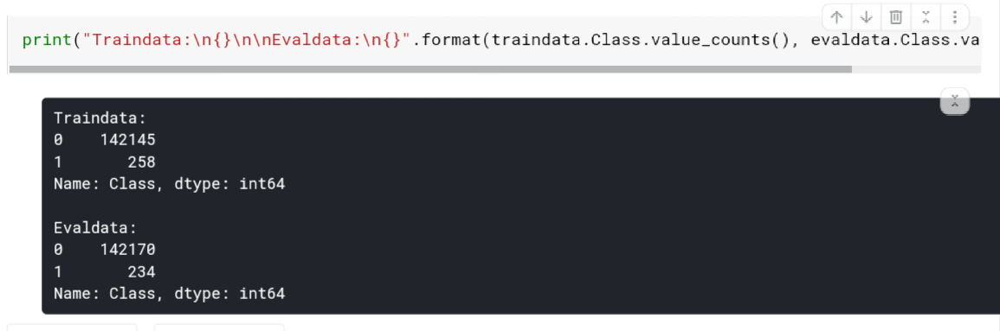 print("Traindata:\n{}\n\nEvaldata:\n{}".format(traindata.Class.value_counts(), evaldata.Class.va
Traindata:
0    142145
1       258
Name: Class, dtype: int64
Evaldata:
0    142170
1       234
Name: Class, dtype: int64